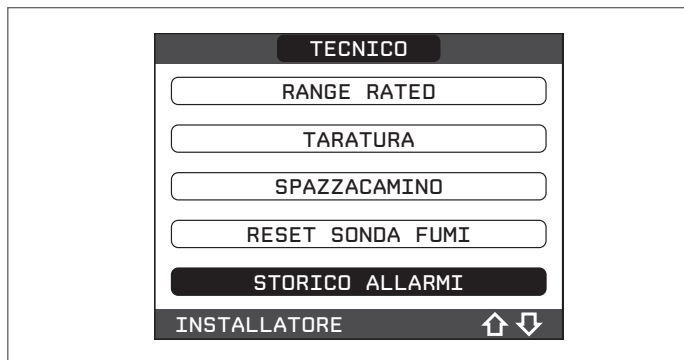 TECNICO
RANGE RATED
TARATURA
SPAZZACAMINO
RESET SONDA FUMI
STORICO ALLARMI
INSTALLATORE